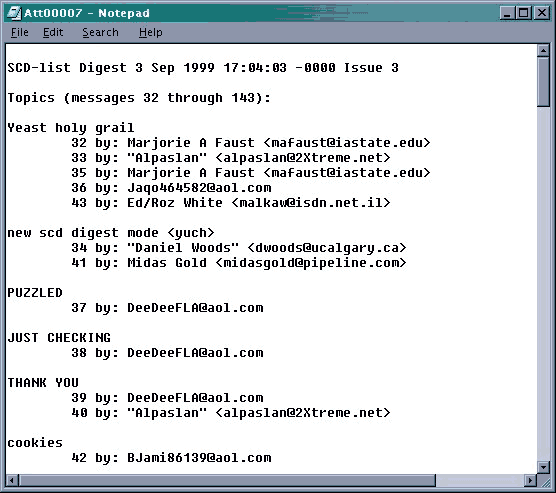 Att00007 - Notepad
File Edit Search Help
SCD-list Digest 3 Sep 1999 17:04:03 -0000 Issue 3
Topics (messages 32 through 143):
Yeast holy grail
32 by: Marjorie A Faust <mafaust@iastate.edu>
33 by: "Alpaslan" <alpaslan@2Xtreme.net>
35 by: Marjorie A Faust <mafaust@iastate.edu>
36 by: Jaqo464582@aol.com
43 by: Ed/Roz White <malkaw@isdn.net.il>
new scd digest mode <yuch>
34 by: "Daniel Woods" <dwoods@ucalgary.ca>
41 by: Midas Gold <midasgold@pipeline.com>
PUZZLED
37 by: DeeDeeFLA@aol.com
JUST CHECKING
38 by: DeeDeeFLA@aol.com
THANK YOU
39 by: DeeDeeFLA@aol.com
40 by: "Alpaslan" <alpaslan@2Xtreme.net>
cookies
42 by: BJami86139@aol.com